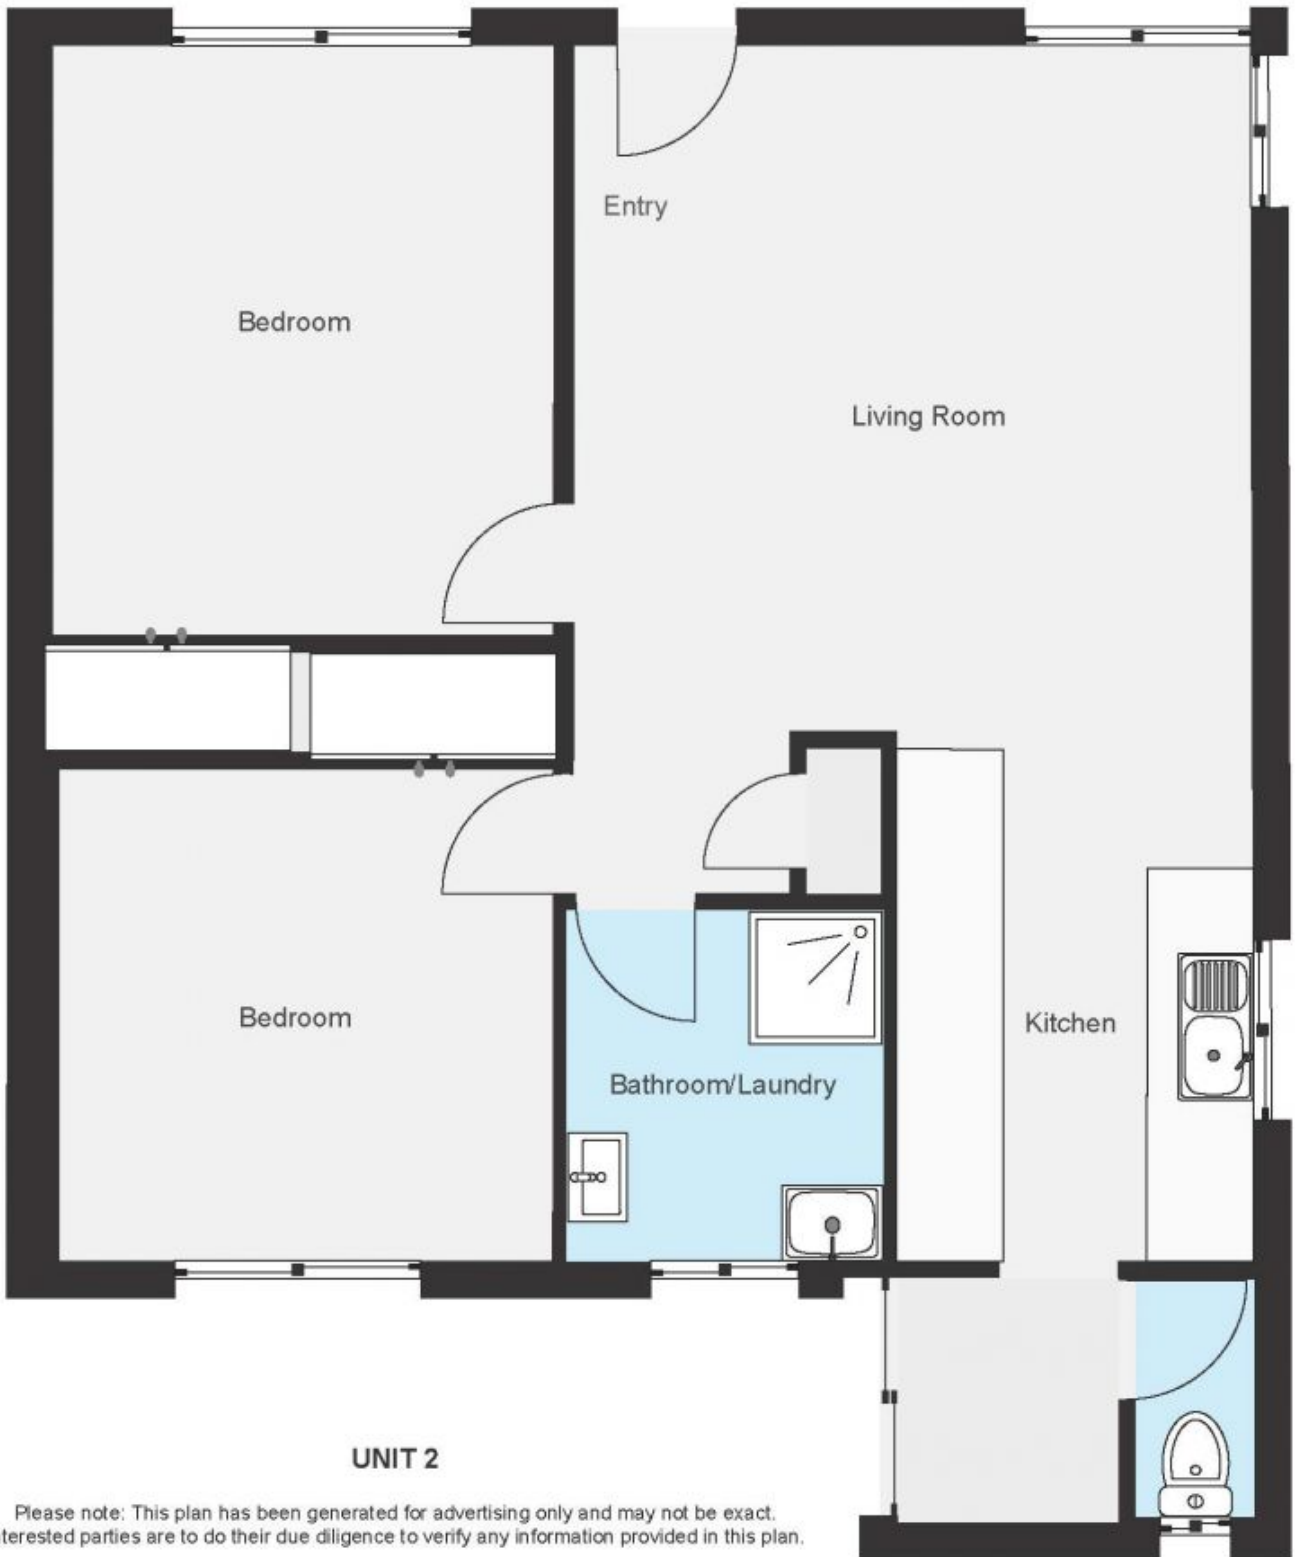 Entry
Bedroom
Living Room
Bedroom
Kitchen
Bathroom/Laundry
UNIT 2
Please note: This plan has been generated for advertising only and may not be exact.
terested parties are to do their due diligence to verify any information provided in this plan.